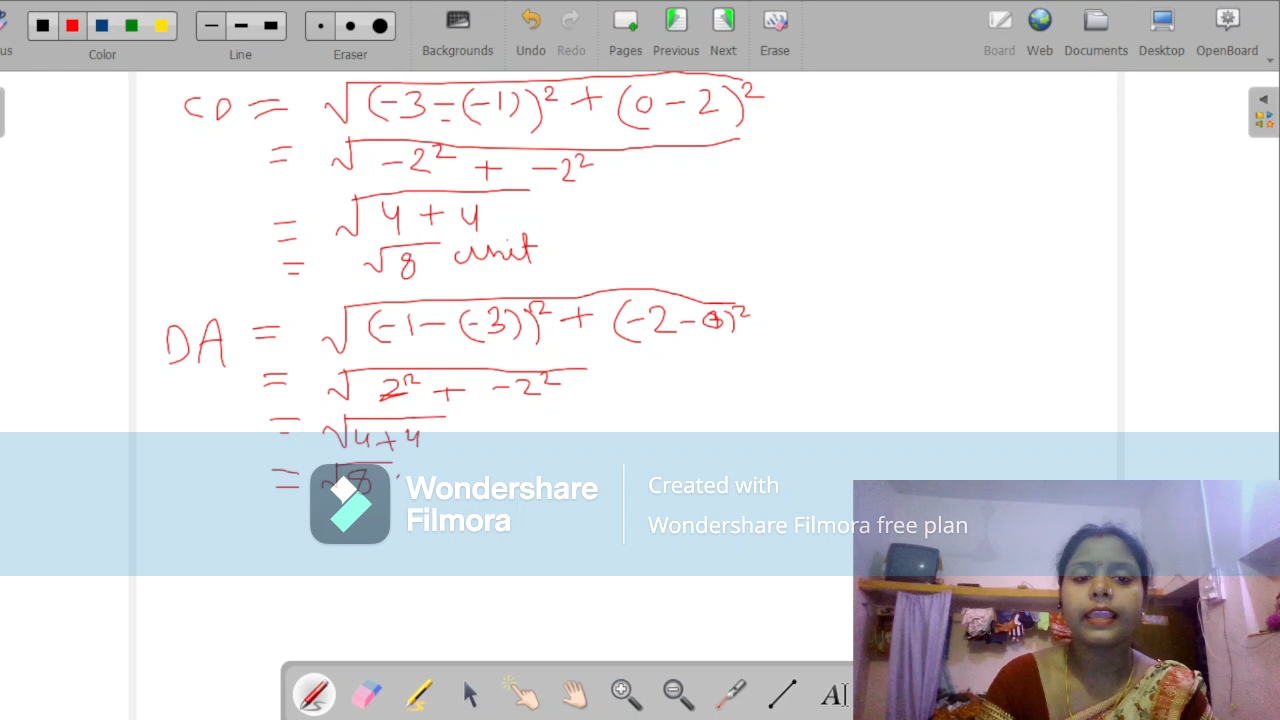 Color
Line
Eraser
Backgrounds
Undo
Redo
Pages
Previous
Next
Erase
Board
Web
Documents
Desktop
OpenBoard
CD = √(-3-(-1))² + (0-2)²
= √-2² + -2²
= √4+4
= √8 unit
DA = √(-1-(-3))² + (-2-0)²
= √2² + -2²
= √4+4
= √8
Wondershare
Filmora
Created with
Wondershare Filmora free plan